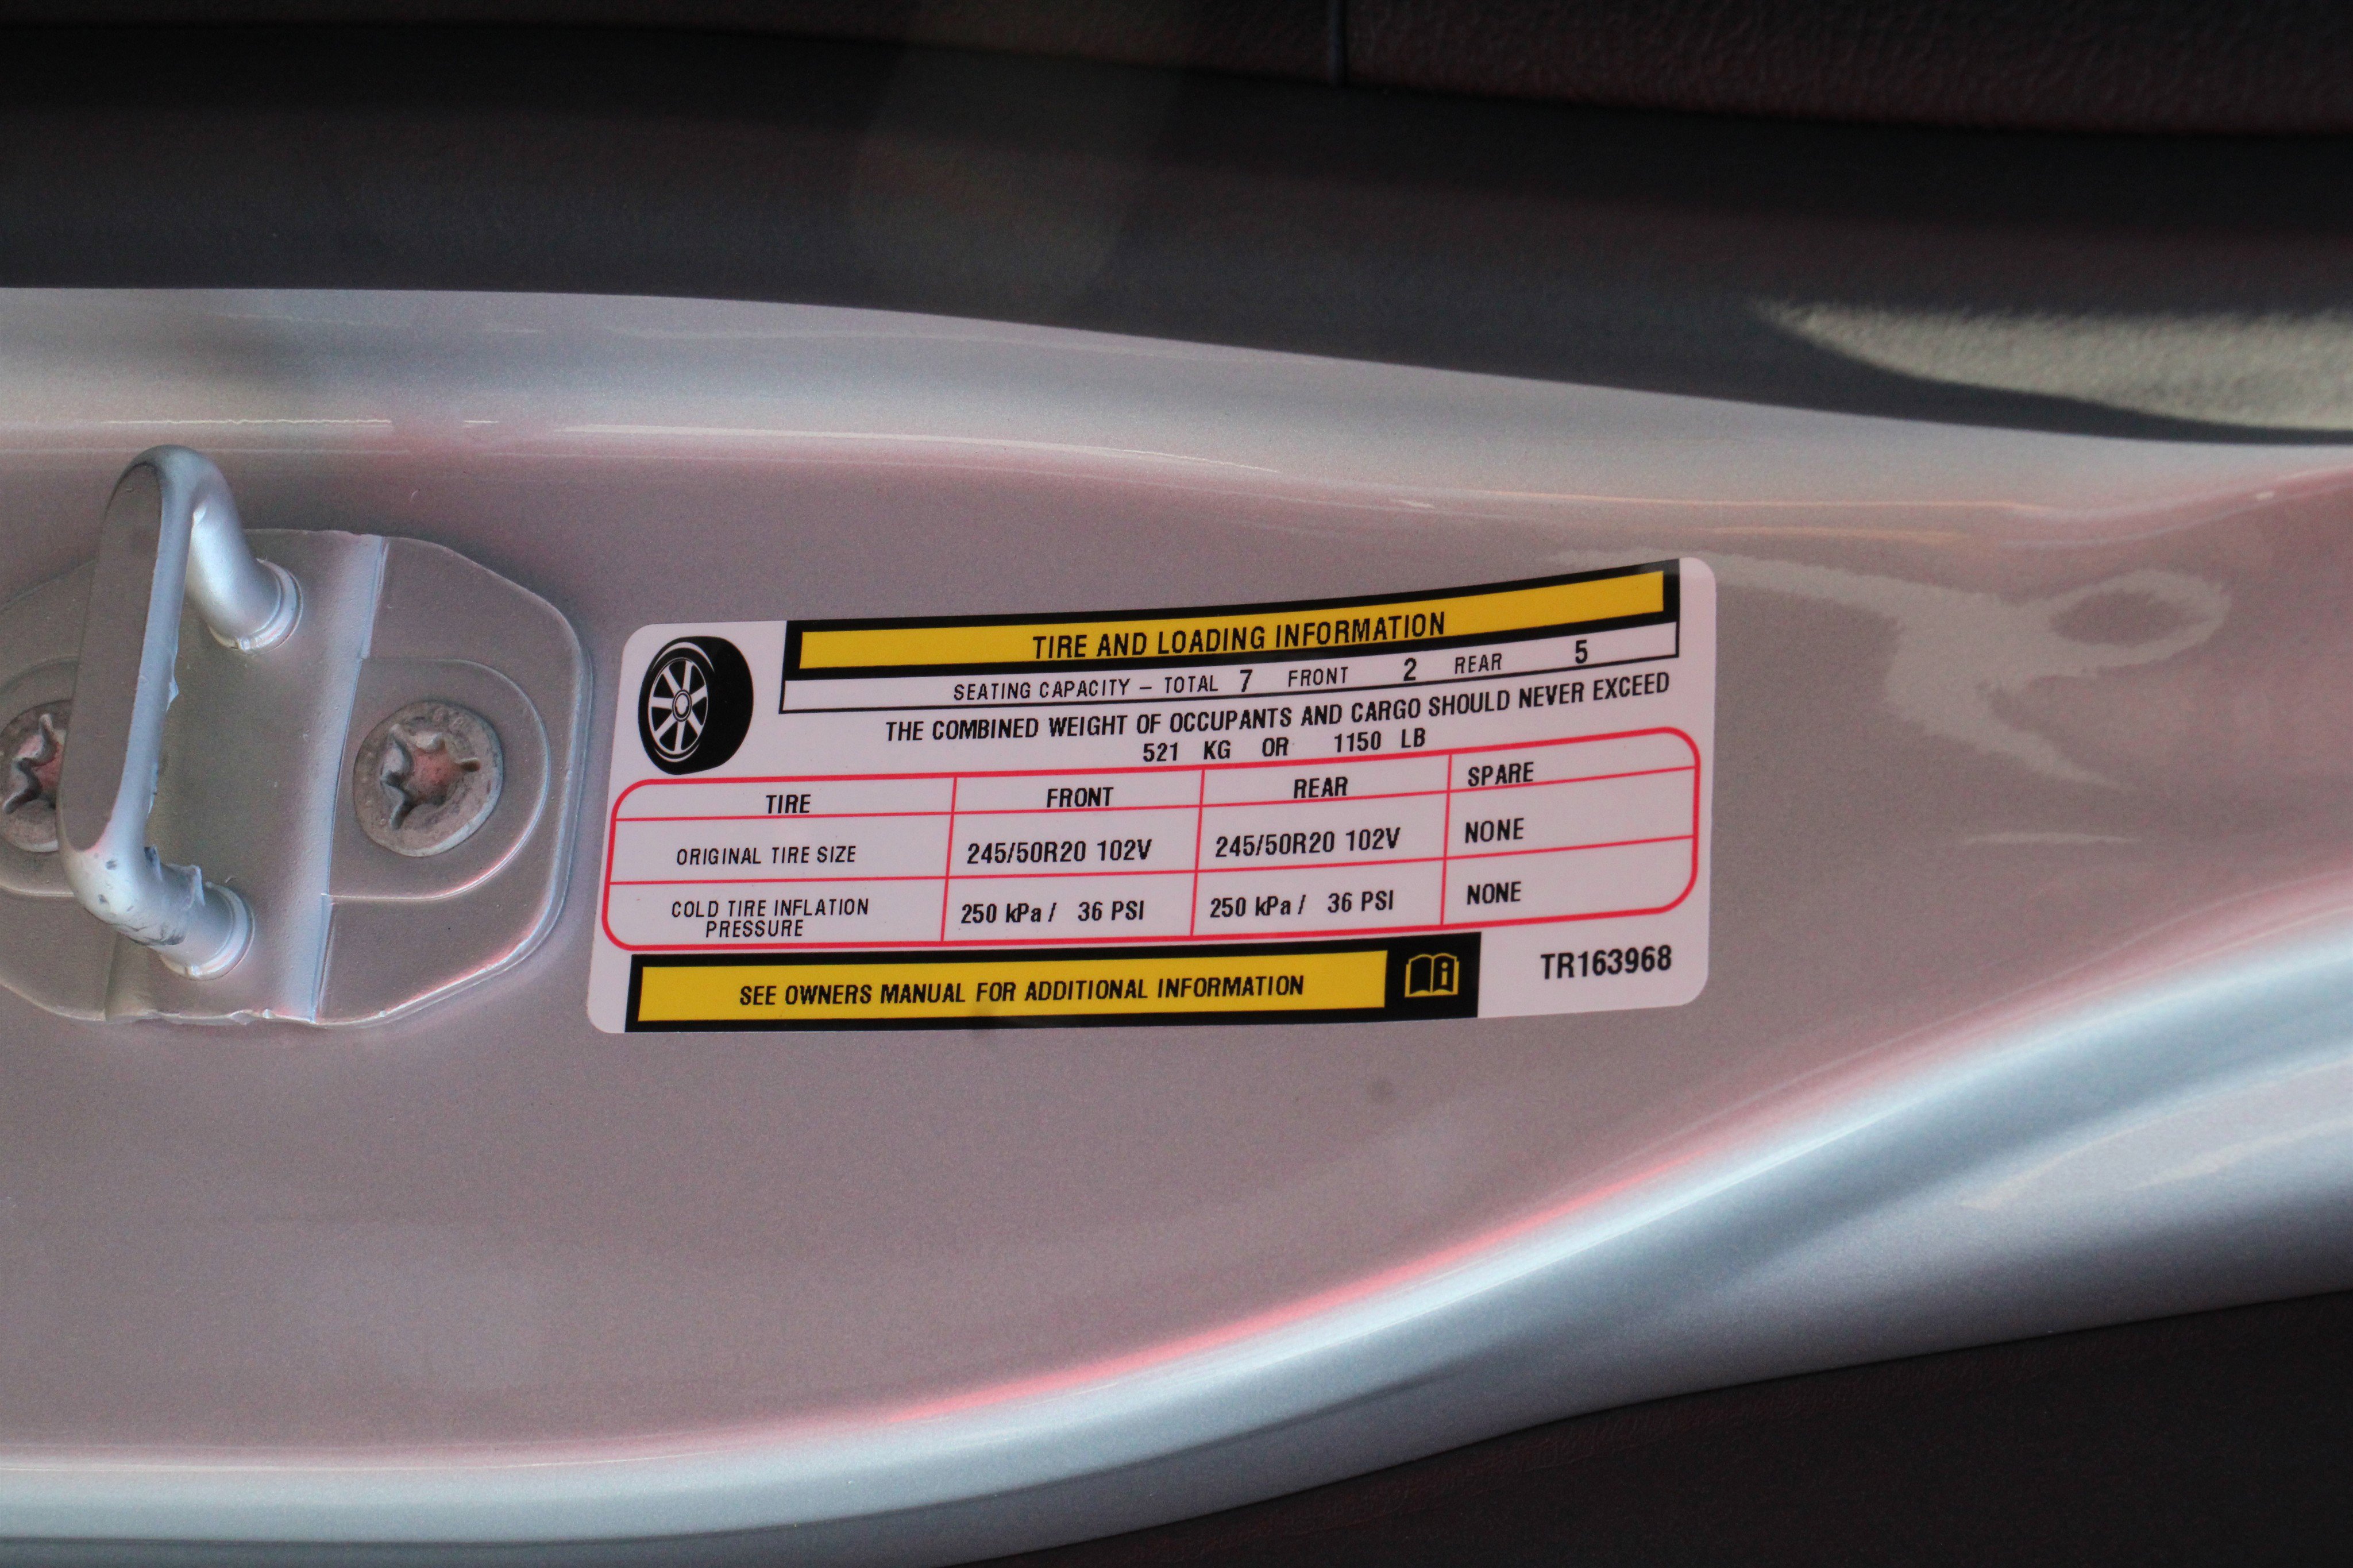 TIRE AND LOADING INFORMATION
SEATING CAPACITY – TOTAL 7 FRONT 2 REAR 5
THE COMBINED WEIGHT OF OCCUPANTS AND CARGO SHOULD NEVER EXCEED
521 KG OR 1150 LB
TIRE FRONT REAR SPARE
ORIGINAL TIRE SIZE 245/50R20 102V 245/50R20 102V NONE
COLD TIRE INFLATION
PRESSURE 250 kPa / 36 PSI 250 kPa / 36 PSI NONE
SEE OWNERS MANUAL FOR ADDITIONAL INFORMATION
TR163968